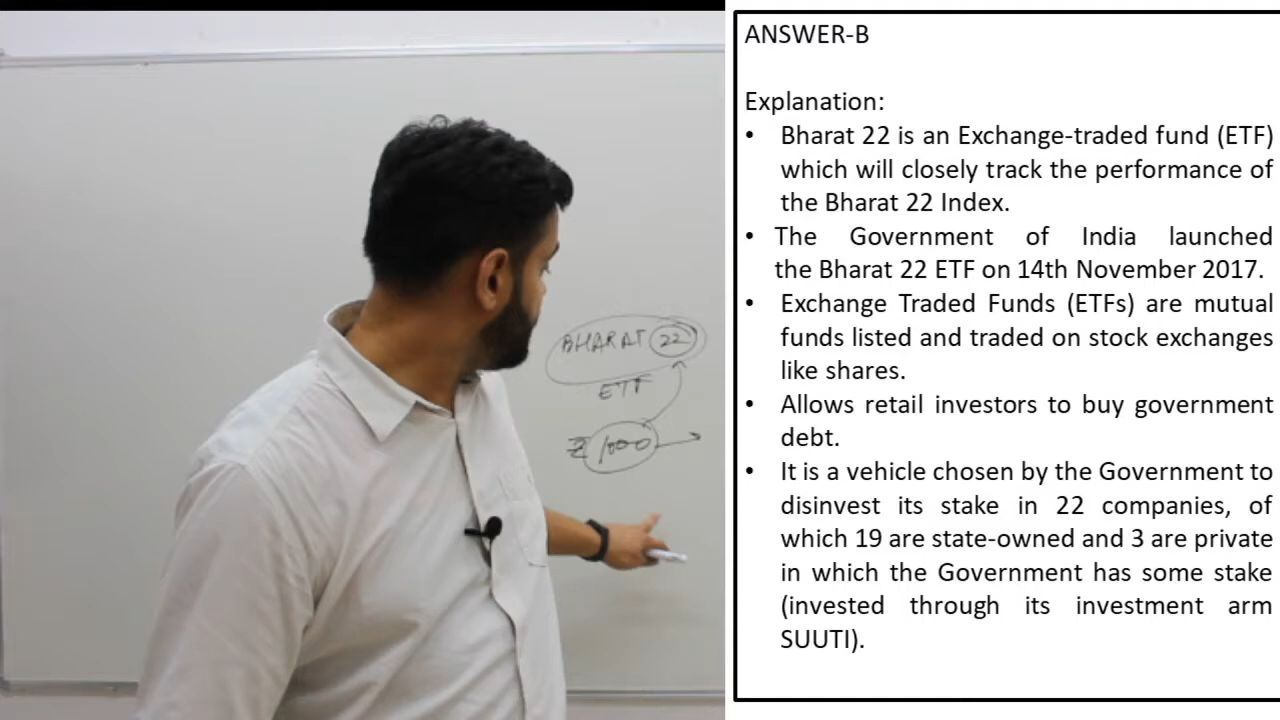 BHARAT 22
ETF
₹ 1000
ANSWER-B
Explanation:
• Bharat 22 is an Exchange-traded fund (ETF)
which will closely track the performance of
the Bharat 22 Index.
• The Government of India launched
the Bharat 22 ETF on 14th November 2017.
• Exchange Traded Funds (ETFs) are mutual
funds listed and traded on stock exchanges
like shares.
• Allows retail investors to buy government
debt.
• It is a vehicle chosen by the Government to
disinvest its stake in 22 companies, of
which 19 are state-owned and 3 are private
in which the Government has some stake
(invested through its investment arm
SUUTI).